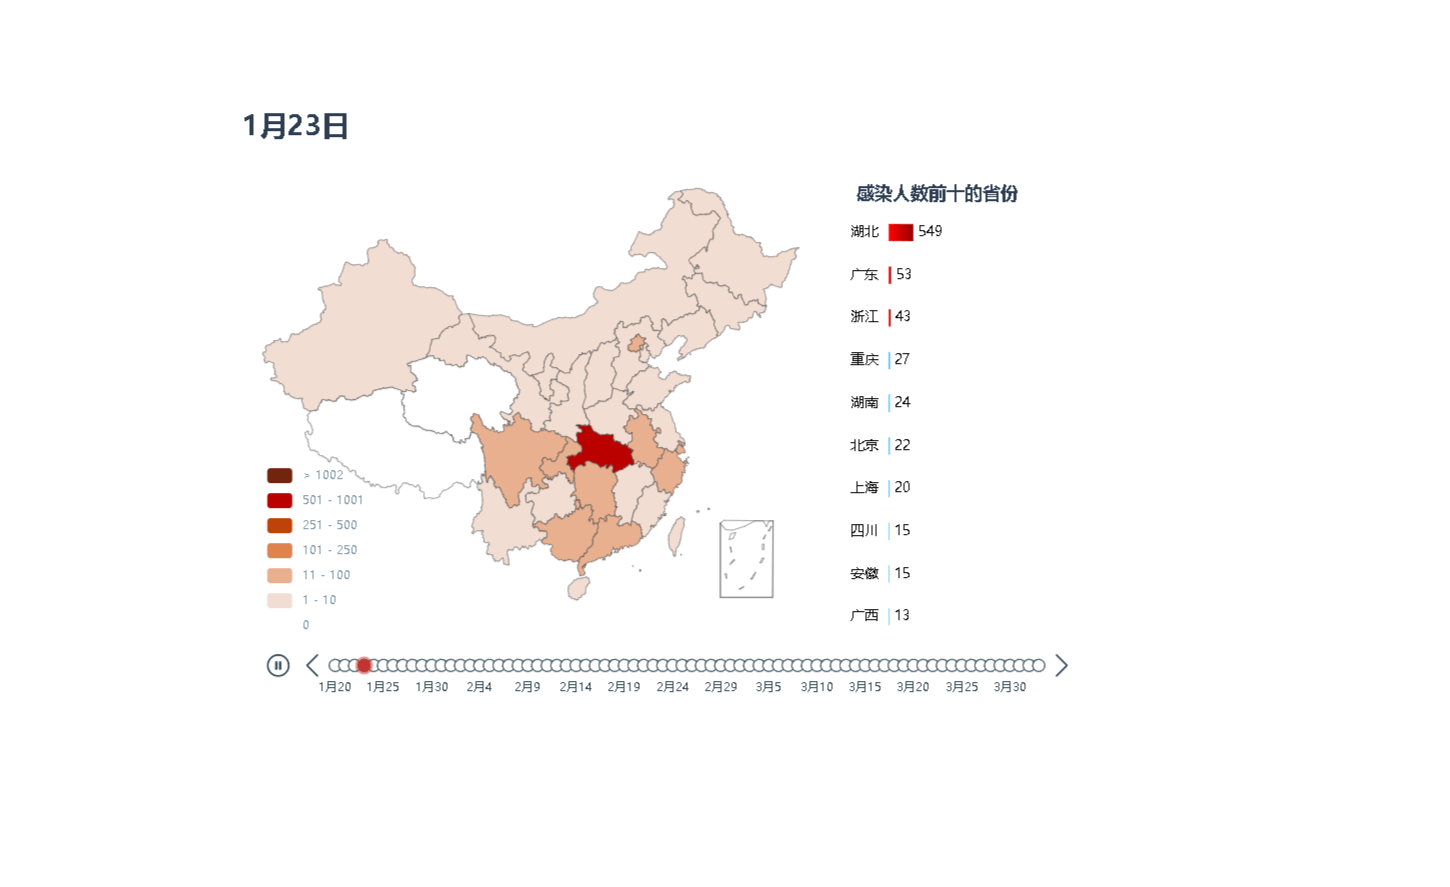 1月23日
感染人数前十的省份
湖北 549
广东 53
浙江 43
重庆 27
湖南 24
北京 22
上海 20
四川 15
安徽 15
广西 13
> 1002
501 - 1001
251 - 500
101 - 250
11 - 100
1 - 10
0
1月20 1月25 1月30 2月4 2月9 2月14 2月19 2月24 2月29 3月5 3月10 3月15 3月20 3月25 3月30